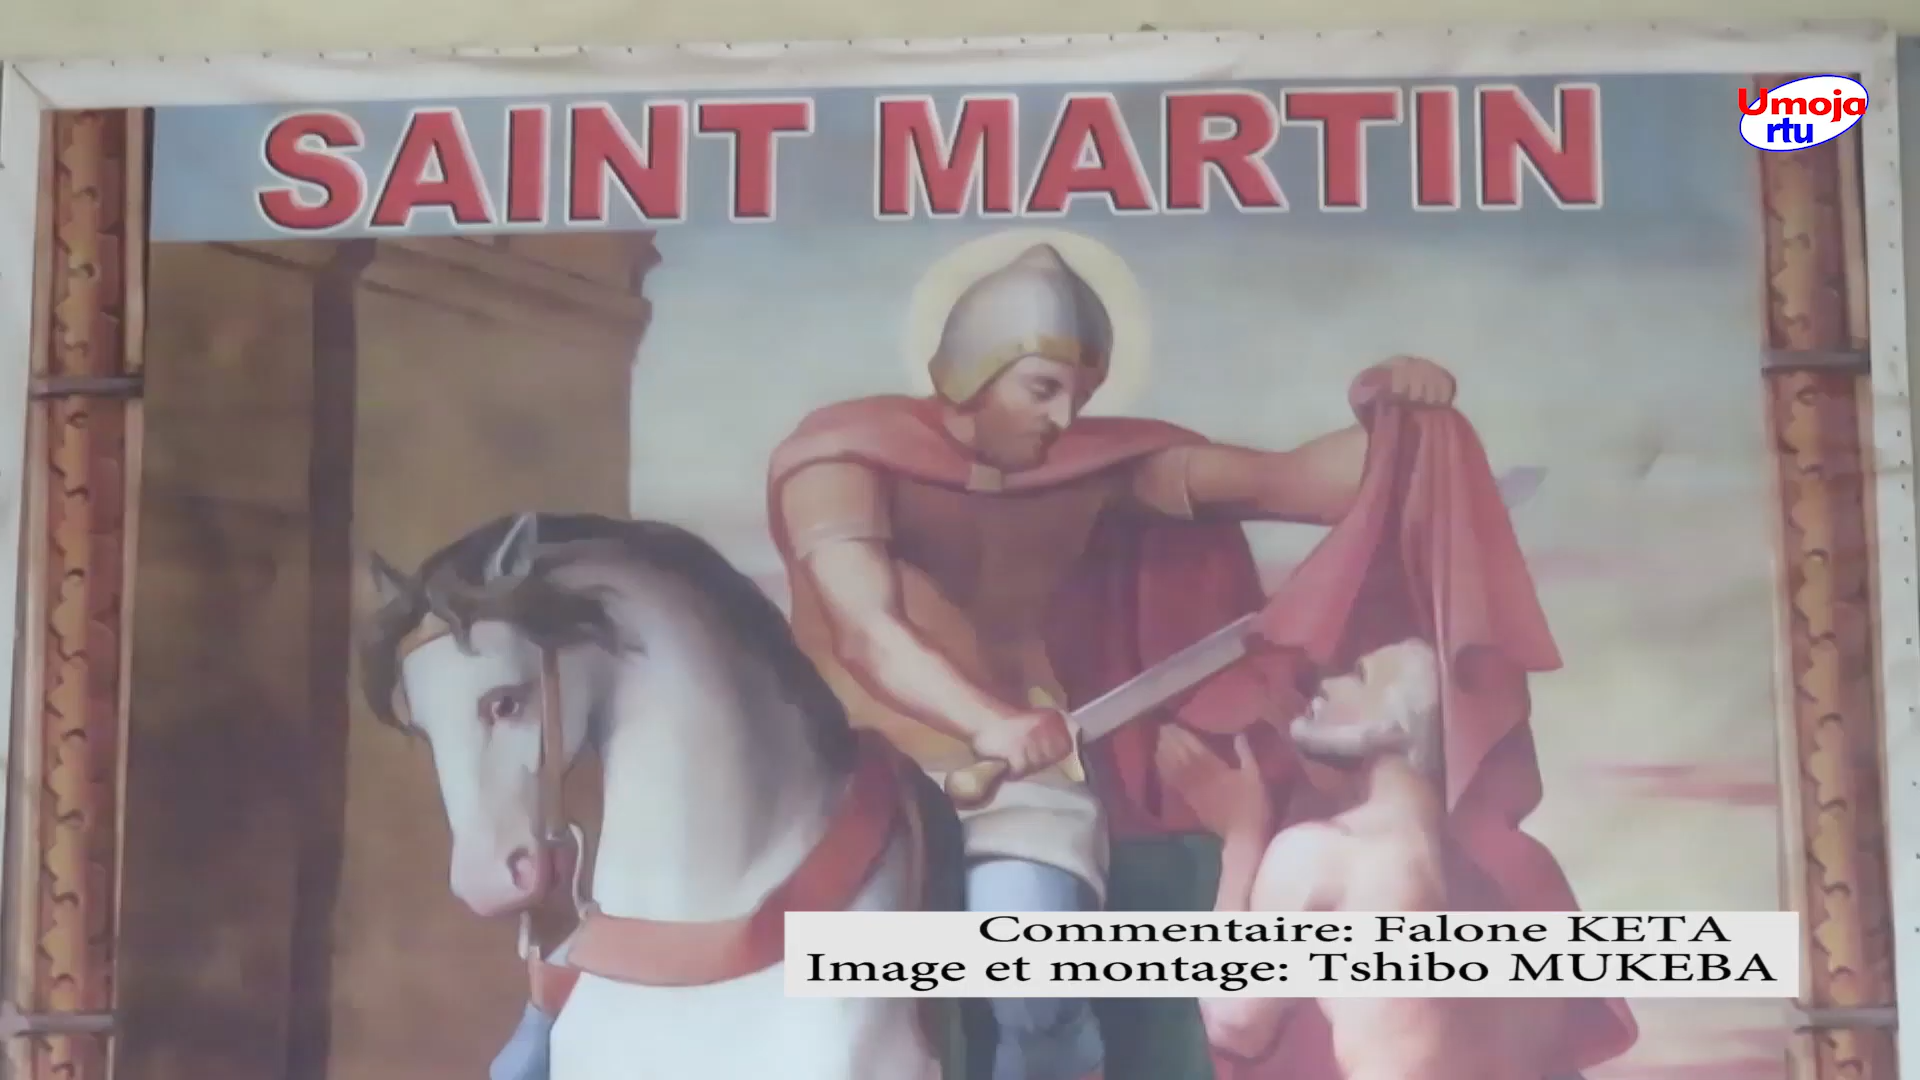 SAINT MARTIN
Umoja
rtu
Commentaire: Falone KETA
Image et montage: Tshibo MUKEBA